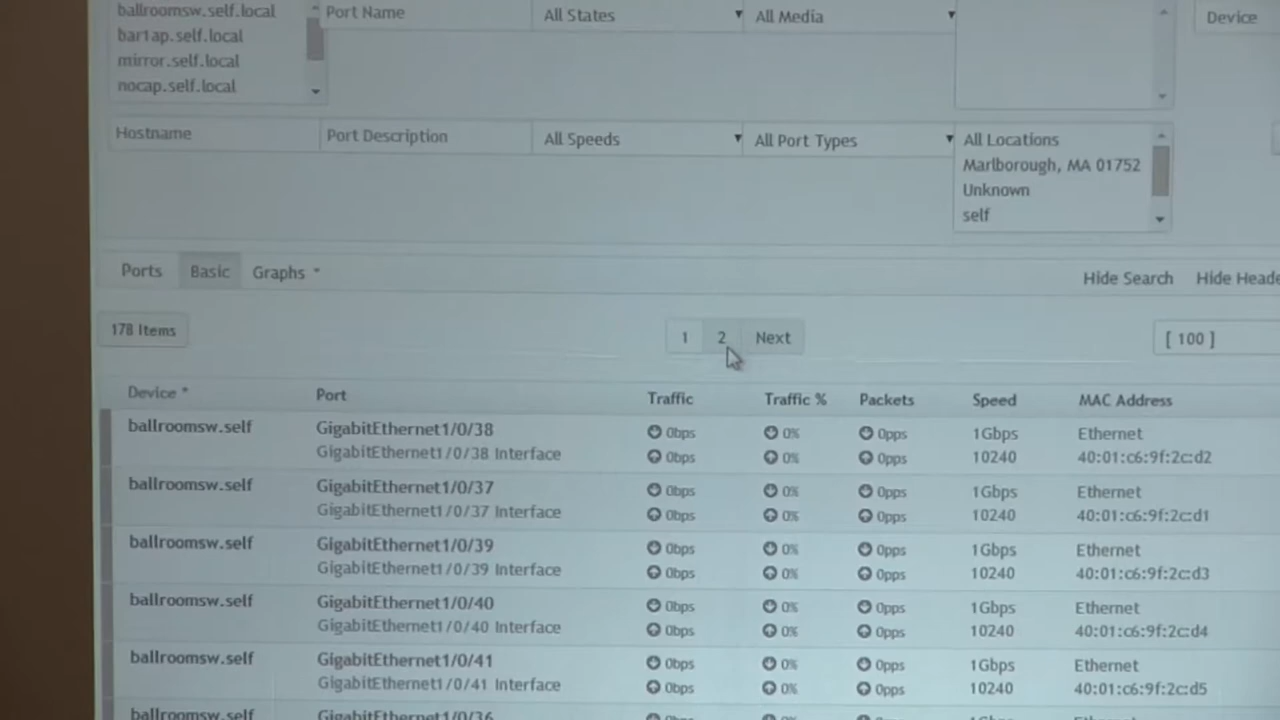 ballroomsw.self.local
bar1ap.self.local
mirror.self.local
nocap.self.local
Port Name
All States
All Media
Device
Hostname
Port Description
All Speeds
All Port Types
All Locations
Marlborough, MA 01752
Unknown
self
Ports Basic Graphs
Hide Search
178 Items
1 2 Next
[ 100 ]
Device Port Traffic Traffic % Packets Speed MAC Address
ballroomsw.self GigabitEthernet1/0/38 0bps 0% 0pps 1Gbps Ethernet
GigabitEthernet1/0/38 Interface 0bps 0% 0pps 10240 40:01:c6:9f:2c:d2
ballroomsw.self GigabitEthernet1/0/37 0bps 0% 0pps 1Gbps Ethernet
GigabitEthernet1/0/37 Interface 0bps 0% 0pps 10240 40:01:c6:9f:2c:d1
ballroomsw.self GigabitEthernet1/0/39 0bps 0% 0pps 1Gbps Ethernet
GigabitEthernet1/0/39 Interface 0bps 0% 0pps 10240 40:01:c6:9f:2c:d3
ballroomsw.self GigabitEthernet1/0/40 0bps 0% 0pps 1Gbps Ethernet
GigabitEthernet1/0/40 Interface 0bps 0% 0pps 10240 40:01:c6:9f:2c:d4
ballroomsw.self GigabitEthernet1/0/41 0bps 0% 0pps 1Gbps Ethernet
GigabitEthernet1/0/41 Interface 0bps 0% 0pps 10240 40:01:c6:9f:2c:d5
ballroomsw.self GigabitEthernet1/0/36